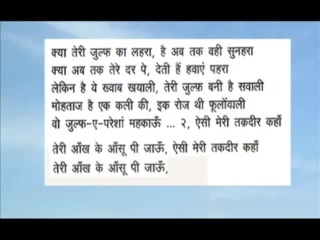 क्या तेरी जुल्फ का लहरा, है अब तक वही सुनहरा
क्या अब तक तेरे दर पे, देती हैं हवाएं पहरा
लेकिन है ये ख्वाब खयाली, तेरी जुल्फ बनी है सवाली
मोहताज है एक कली की, इक रोज थी फूलोंवाली
वो जुल्फ-ए-परेशां महकाऊँ ... २, ऐसी मेरी तकदीर कहाँ
तेरी आँख के आँसू पी जाऊँ, ऐसी मेरी तकदीर कहाँ
तेरी आँख के आँसू पी जाऊँ,